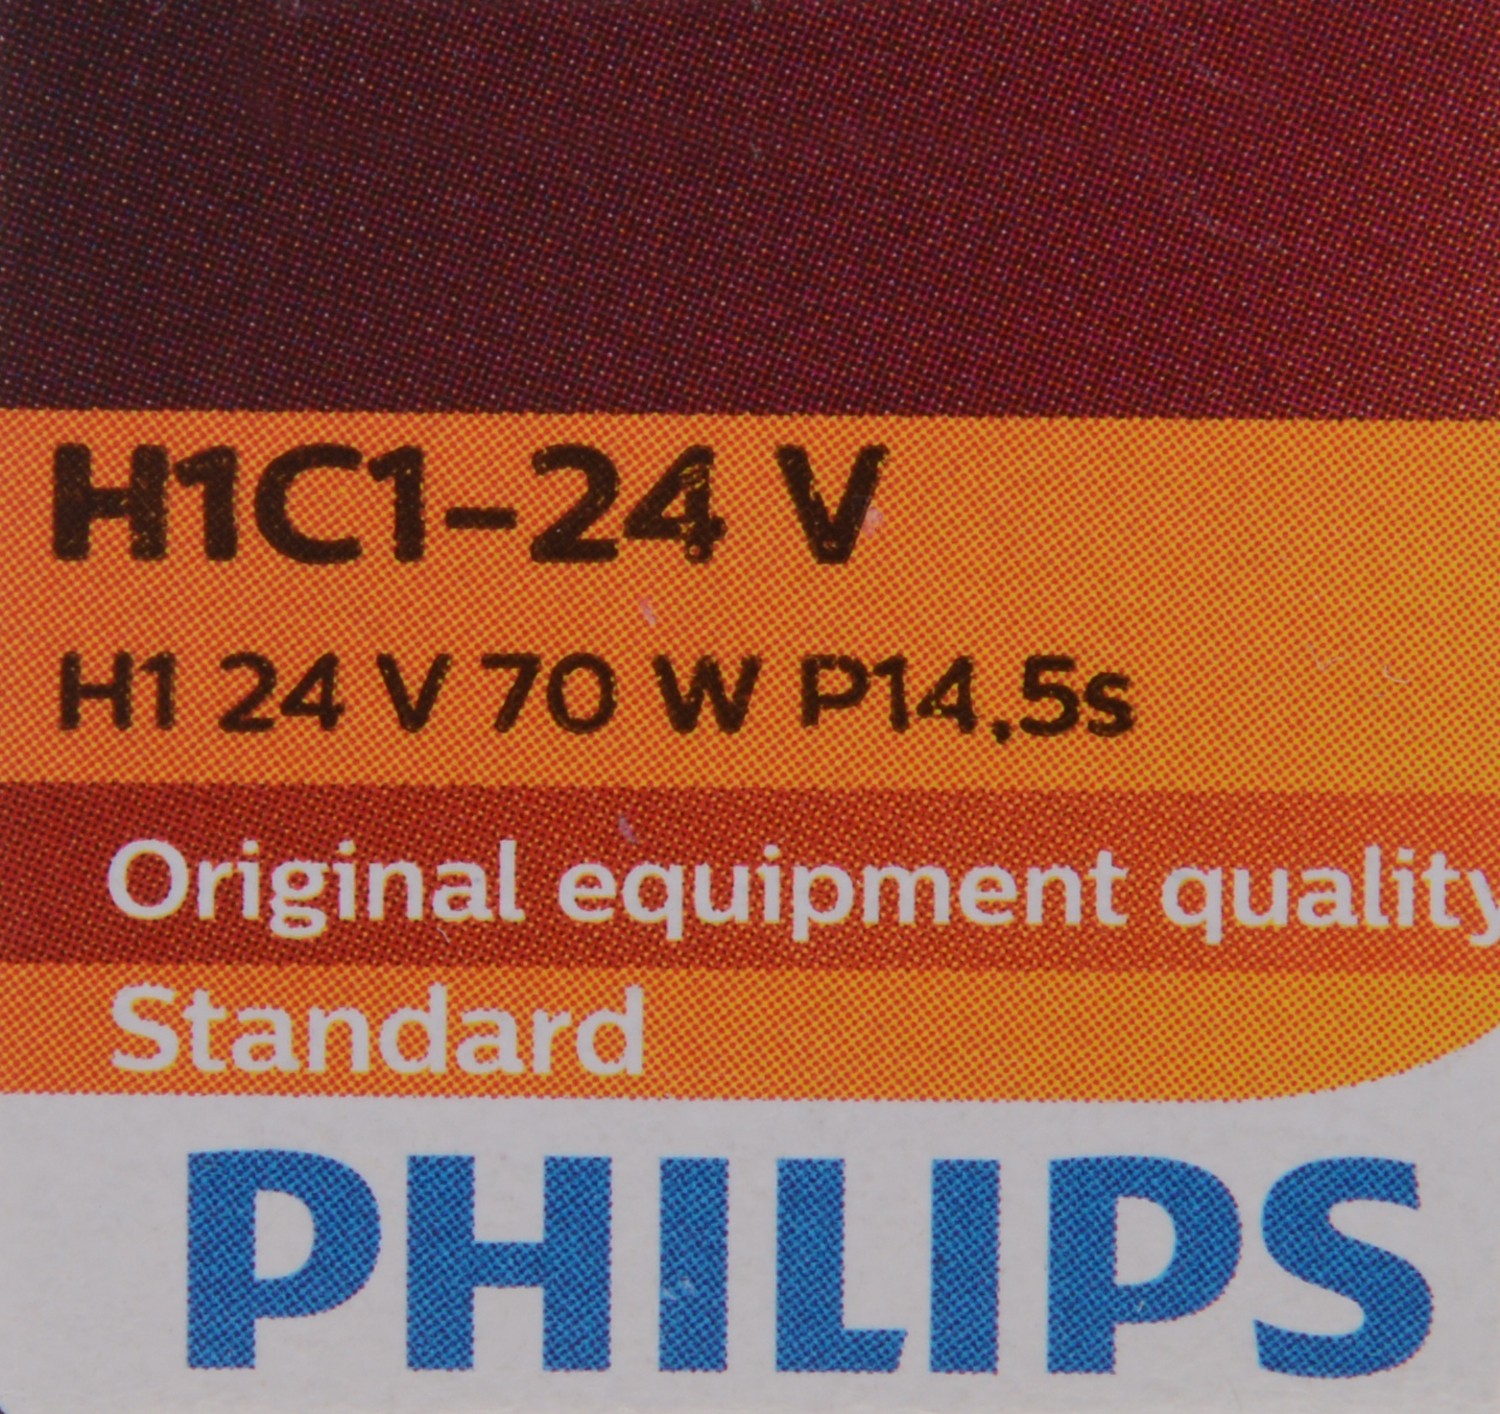 H1C1-24 V
H1 24 V 70 W P14,5s
Original equipment quality
Standard
PHILIPS